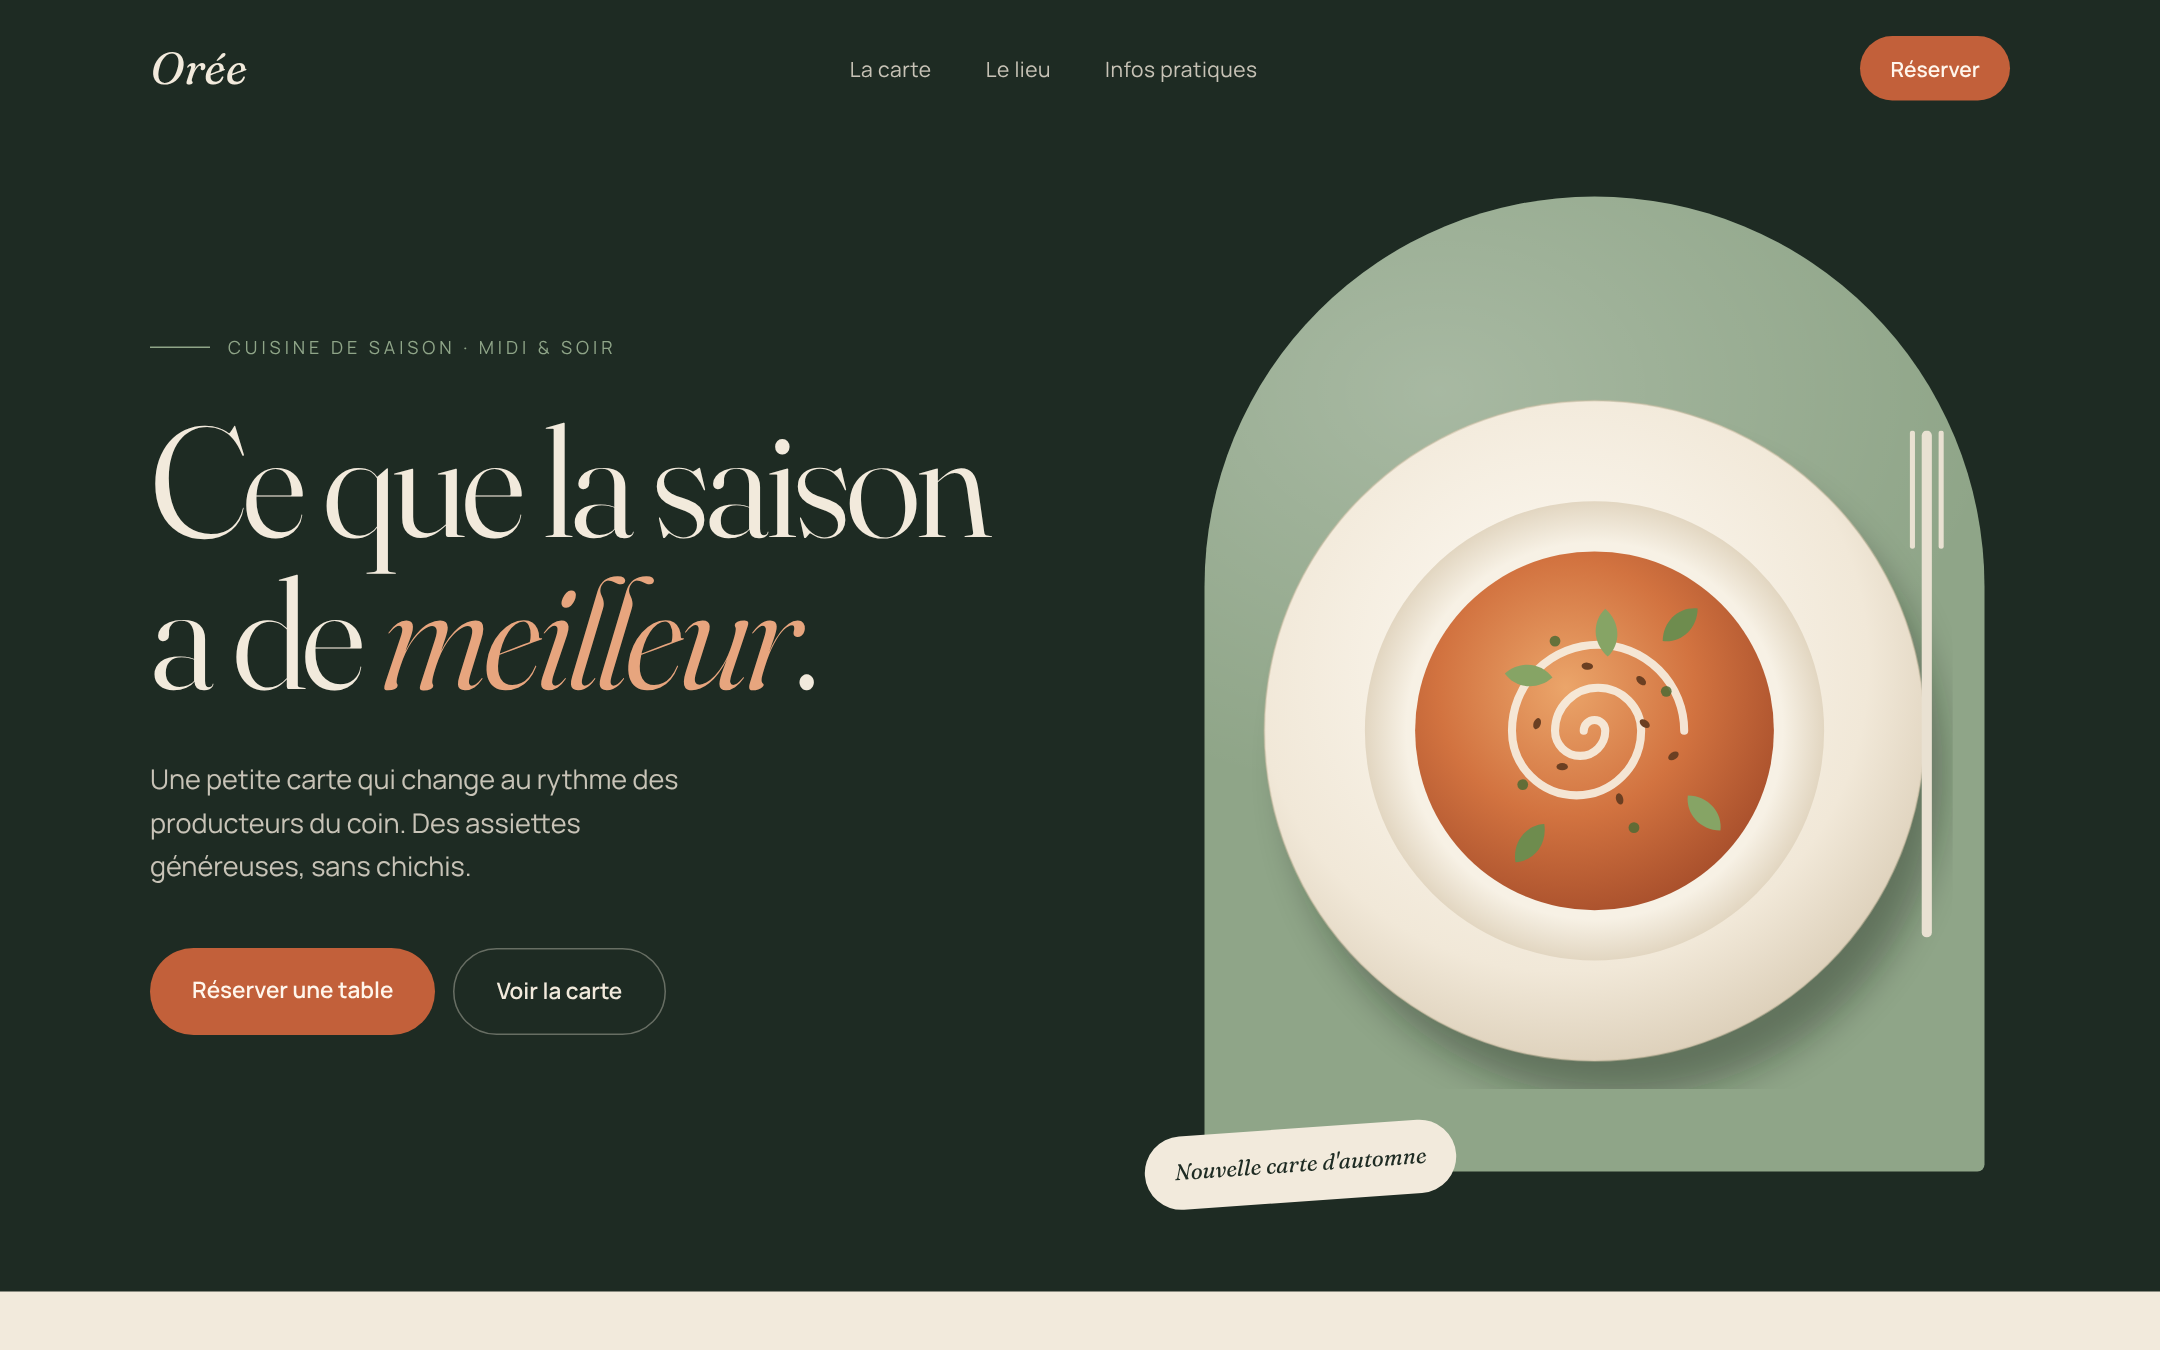 Orée
La carte
Le lieu
Infos pratiques
Réserver
CUISINE DE SAISON · MIDI & SOIR
Ce que la saison
a de meilleur.
Une petite carte qui change au rythme des
producteurs du coin. Des assiettes
généreuses, sans chichis.
Réserver une table
Voir la carte
Nouvelle carte d'automne